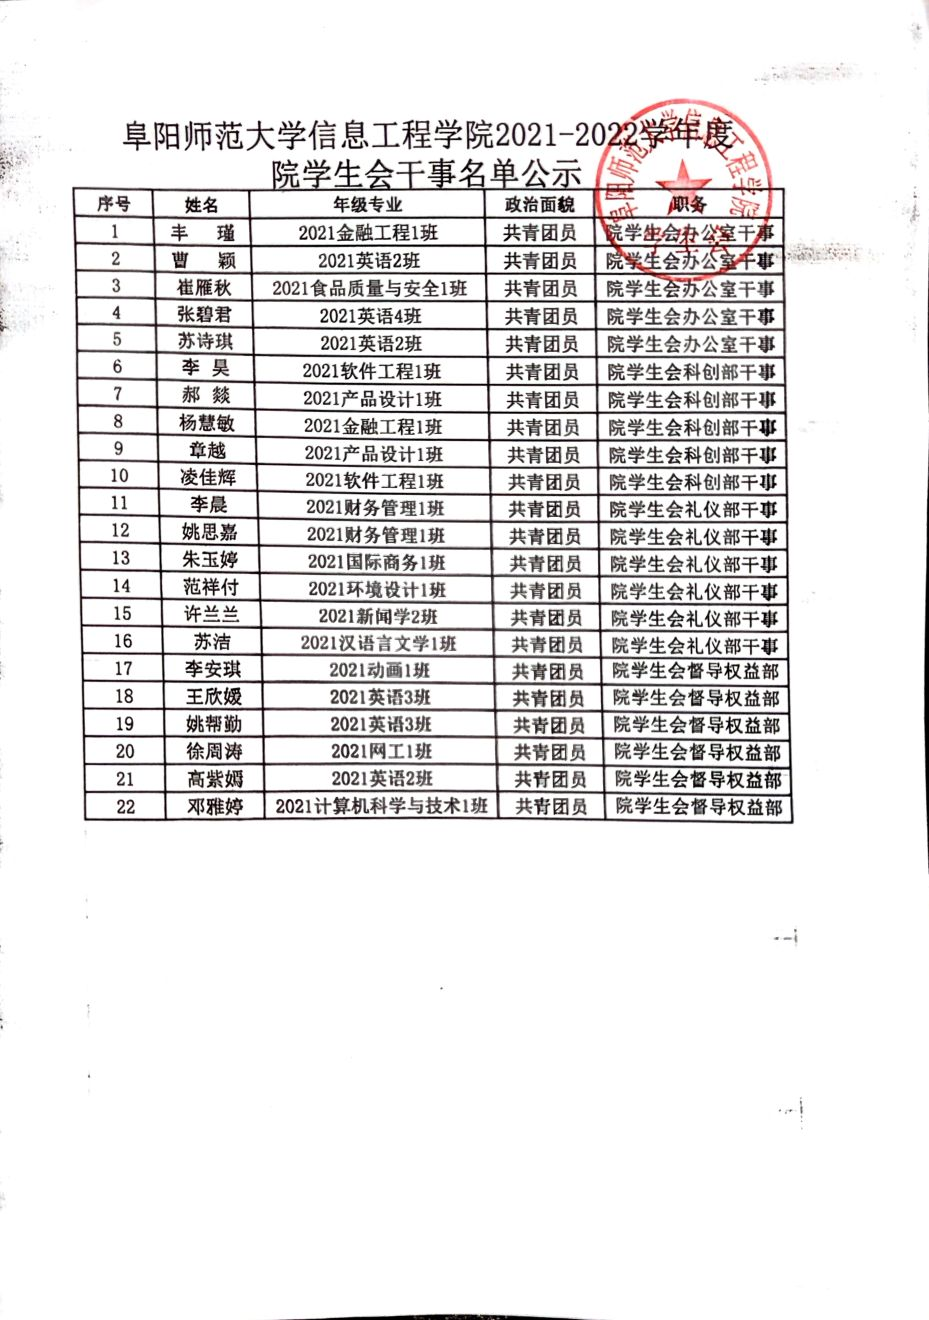 阜阳师范大学信息工程学院2021-2022学年度
院学生会干事名单公示
阜阳师范大学信息工程学院
学生会
序号 姓名 年级专业 政治面貌 职务
1 丰 瑾 2021金融工程1班 共青团员 院学生会办公室干事
2 曹 颖 2021英语2班 共青团员 院学生会办公室干事
3 崔雁秋 2021食品质量与安全1班 共青团员 院学生会办公室干事
4 张碧君 2021英语4班 共青团员 院学生会办公室干事
5 苏诗琪 2021英语2班 共青团员 院学生会办公室干事
6 李 昊 2021软件工程1班 共青团员 院学生会科创部干事
7 郝 燚 2021产品设计1班 共青团员 院学生会科创部干事
8 杨慧敏 2021金融工程1班 共青团员 院学生会科创部干事
9 章越 2021产品设计1班 共青团员 院学生会科创部干事
10 凌佳辉 2021软件工程1班 共青团员 院学生会科创部干事
11 李晨 2021财务管理1班 共青团员 院学生会礼仪部干事
12 姚思嘉 2021财务管理1班 共青团员 院学生会礼仪部干事
13 朱玉婷 2021国际商务1班 共青团员 院学生会礼仪部干事
14 范祥付 2021环境设计1班 共青团员 院学生会礼仪部干事
15 许兰兰 2021新闻学2班 共青团员 院学生会礼仪部干事
16 苏洁 2021汉语言文学1班 共青团员 院学生会礼仪部干事
17 李安琪 2021动画1班 共青团员 院学生会督导权益部
18 王欣嫒 2021英语3班 共青团员 院学生会督导权益部
19 姚帮勤 2021英语3班 共青团员 院学生会督导权益部
20 徐周涛 2021网工1班 共青团员 院学生会督导权益部
21 高紫嫣 2021英语2班 共青团员 院学生会督导权益部
22 邓雅婷 2021计算机科学与技术1班 共青团员 院学生会督导权益部